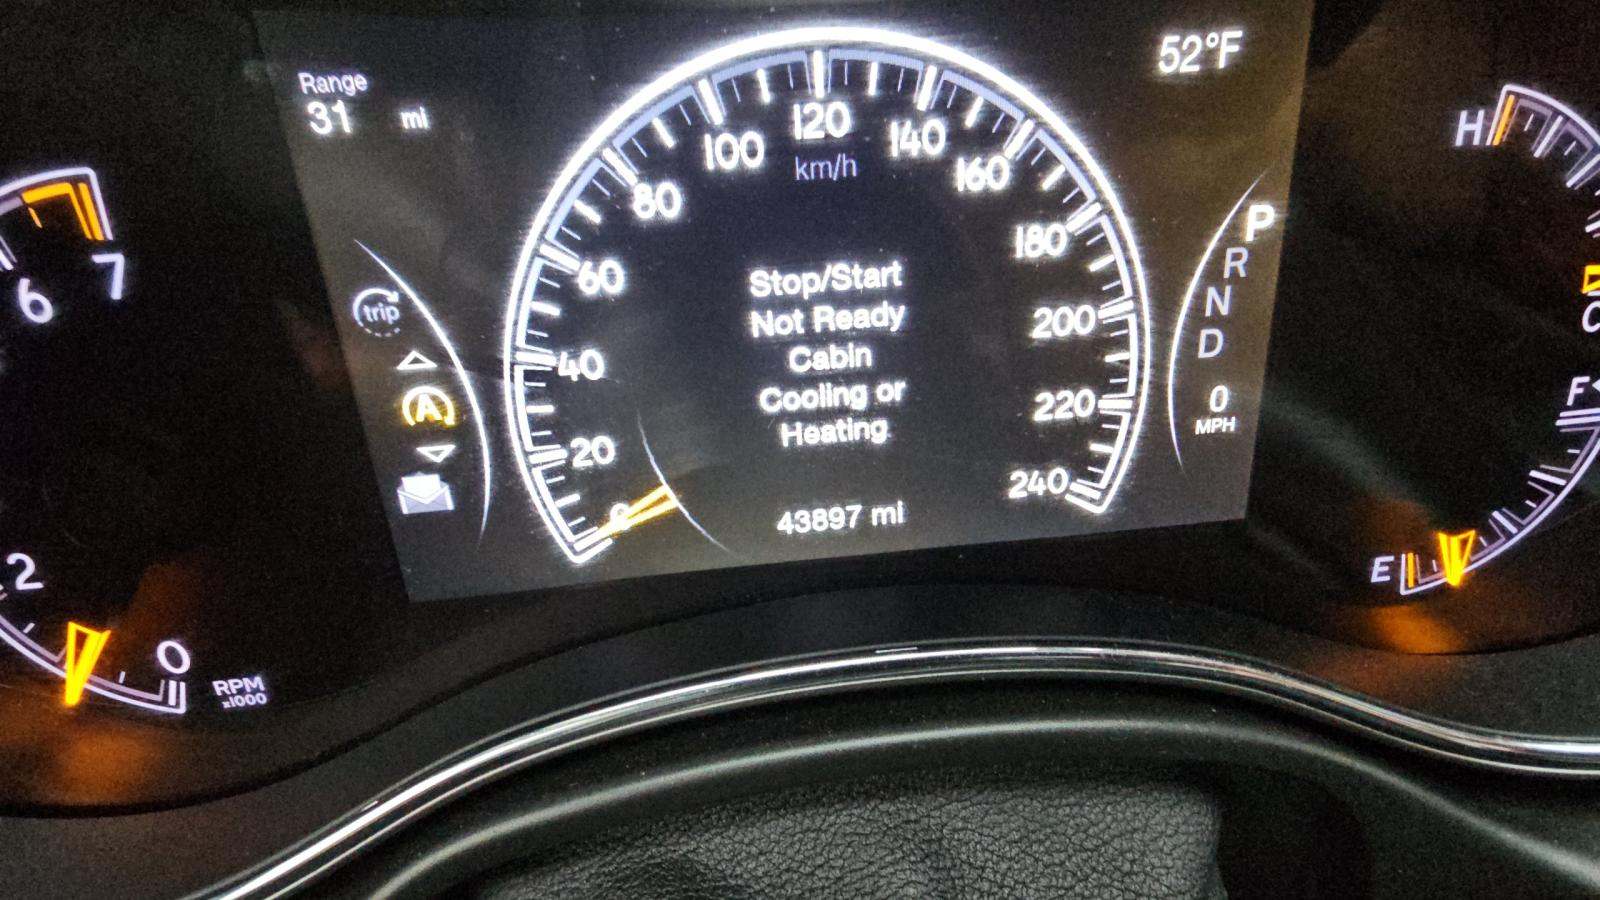 Range
31 mi
52°F
6
7
2
0
RPM
x1000
trip
A
0
20
40
60
80
100
120
140
160
180
200
220
240
km/h
Stop/Start
Not Ready
Cabin
Cooling or
Heating
43897 mi
P
R
N
D
0
MPH
H
C
F
E